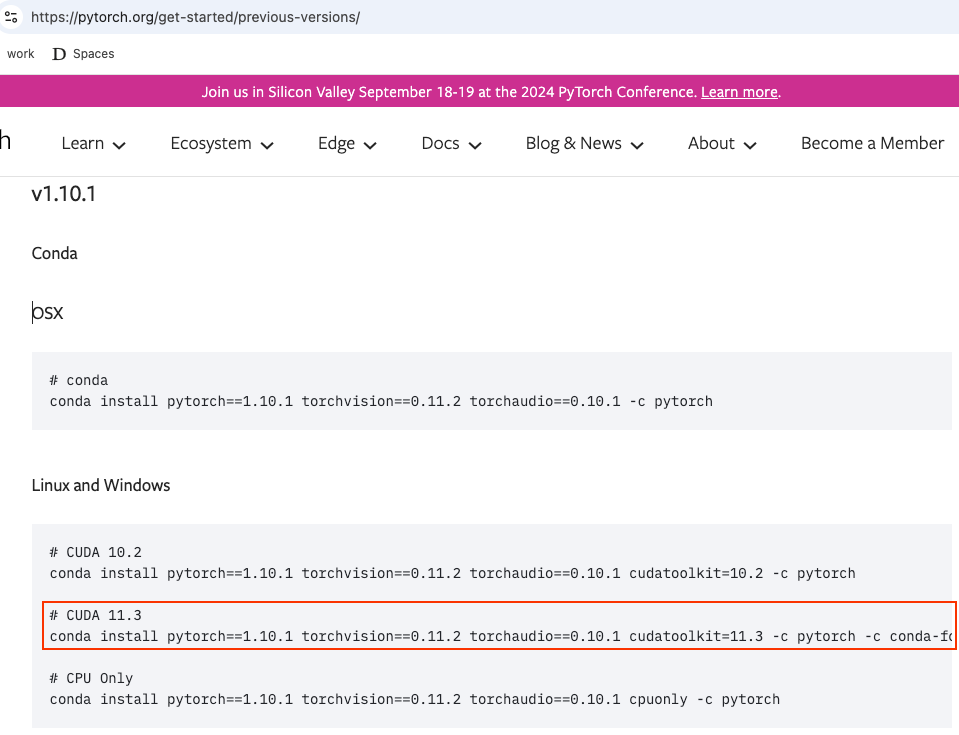 https://pytorch.org/get-started/previous-versions/
work D Spaces
Join us in Silicon Valley September 18-19 at the 2024 PyTorch Conference. Learn more.
h Learn Ecosystem Edge Docs Blog & News About Become a Member
v1.10.1
Conda
OSX
# conda
conda install pytorch==1.10.1 torchvision==0.11.2 torchaudio==0.10.1 -c pytorch
Linux and Windows
# CUDA 10.2
conda install pytorch==1.10.1 torchvision==0.11.2 torchaudio==0.10.1 cudatoolkit=10.2 -c pytorch
# CUDA 11.3
conda install pytorch==1.10.1 torchvision==0.11.2 torchaudio==0.10.1 cudatoolkit=11.3 -c pytorch -c conda-fo
# CPU Only
conda install pytorch==1.10.1 torchvision==0.11.2 torchaudio==0.10.1 cpuonly -c pytorch